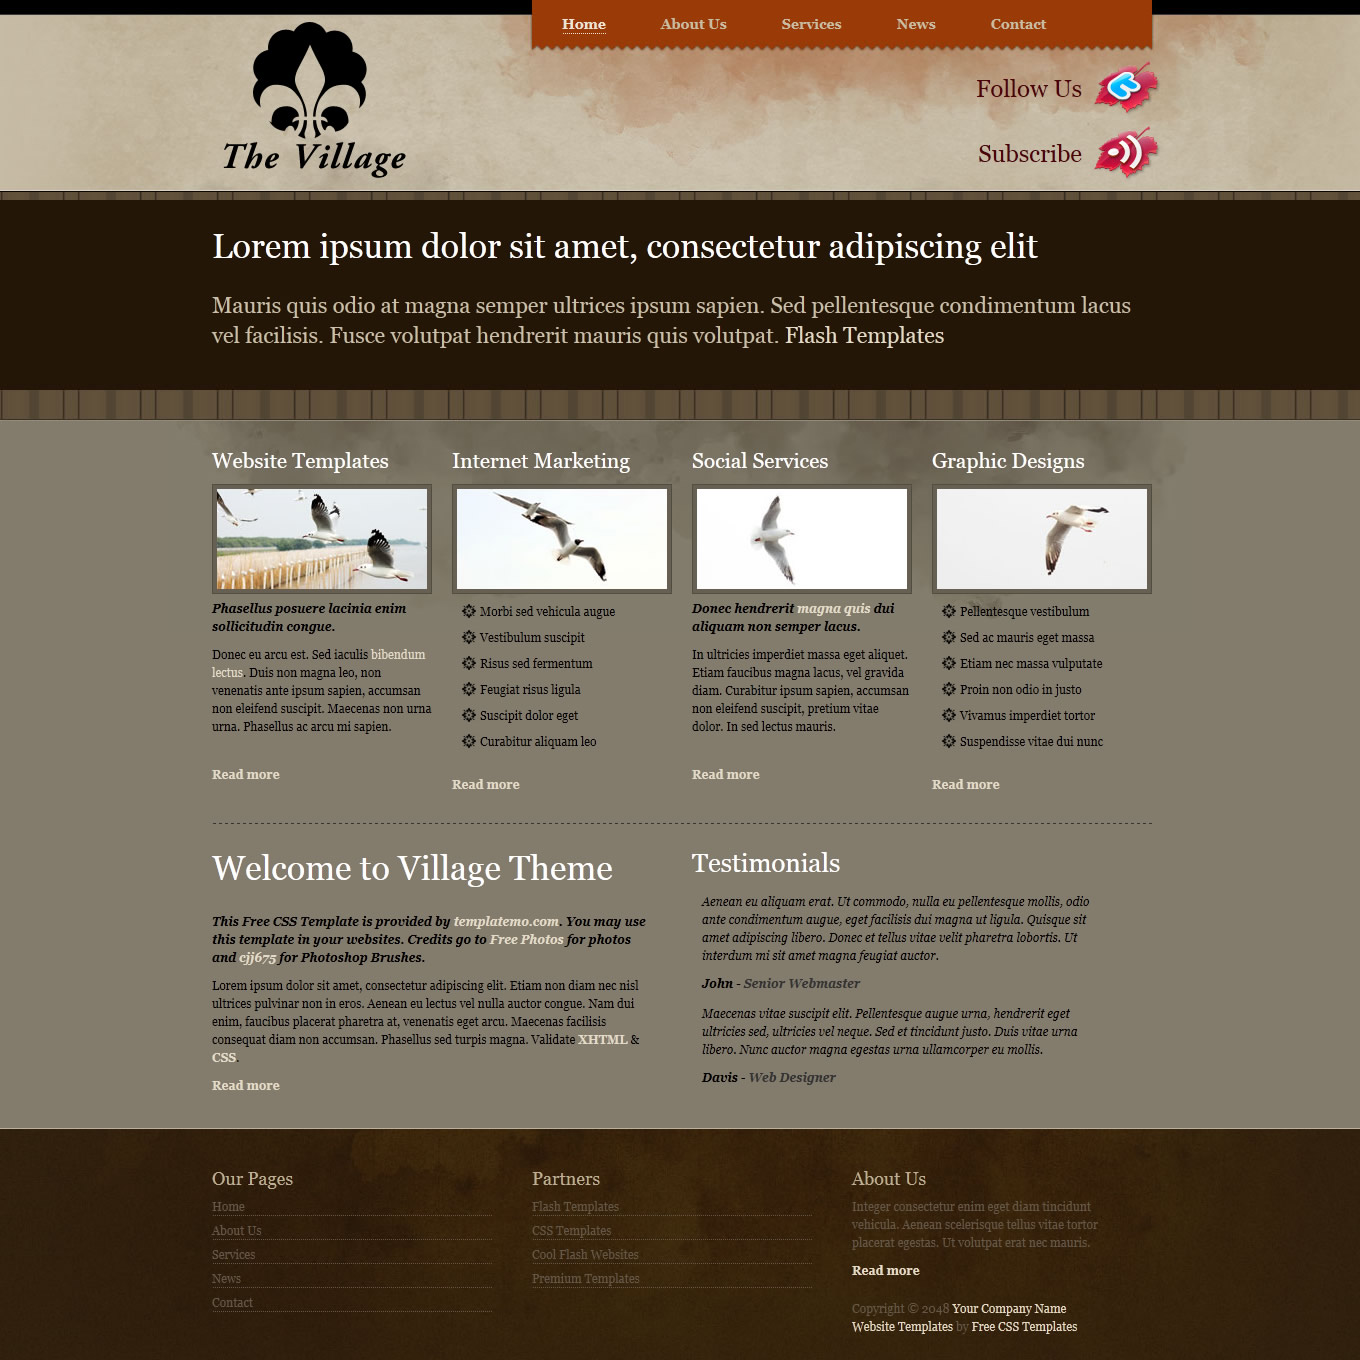 Home
About Us
Services
News
Contact
The Village
Follow Us
Subscribe
Lorem ipsum dolor sit amet, consectetur adipiscing elit
Mauris quis odio at magna semper ultrices ipsum sapien. Sed pellentesque condimentum lacus
vel facilisis. Fusce volutpat hendrerit mauris quis volutpat. Flash Templates
Website Templates
Phasellus posuere lacinia enim
sollicitudin congue.
Donec eu arcu est. Sed iaculis bibendum
lectus. Duis non magna leo, non
venenatis ante ipsum sapien, accumsan
non eleifend suscipit. Maecenas non urna
urna. Phasellus ac arcu mi sapien.
Read more
Internet Marketing
Morbi sed vehicula augue
Vestibulum suscipit
Risus sed fermentum
Feugiat risus ligula
Suscipit dolor eget
Curabitur aliquam leo
Read more
Social Services
Donec hendrerit magna quis dui
aliquam non semper lacus.
In ultricies imperdiet massa eget aliquet.
Etiam faucibus magna lacus, vel gravida
diam. Curabitur ipsum sapien, accumsan
non eleifend suscipit, pretium vitae
dolor. In sed lectus mauris.
Read more
Graphic Designs
Pellentesque vestibulum
Sed ac mauris eget massa
Etiam nec massa vulputate
Proin non odio in justo
Vivamus imperdiet tortor
Suspendisse vitae dui nunc
Read more
Welcome to Village Theme
This Free CSS Template is provided by templatemo.com. You may use
this template in your websites. Credits go to Free Photos for photos
and cjj675 for Photoshop Brushes.
Lorem ipsum dolor sit amet, consectetur adipiscing elit. Etiam non diam nec nisl
ultrices pulvinar non in eros. Aenean eu lectus vel nulla auctor congue. Nam dui
enim, faucibus placerat pharetra at, venenatis eget arcu. Maecenas facilisis
consequat diam non accumsan. Phasellus sed turpis magna. Validate XHTML &
CSS.
Read more
Testimonials
Aenean eu aliquam erat. Ut commodo, nulla eu pellentesque mollis, odio
ante condimentum augue, eget facilisis dui magna ut ligula. Quisque sit
amet adipiscing libero. Donec et tellus vitae velit pharetra lobortis. Ut
interdum mi sit amet magna feugiat auctor.
John - Senior Webmaster
Maecenas vitae suscipit elit. Pellentesque augue urna, hendrerit eget
ultricies sed, ultricies vel neque. Sed et tincidunt justo. Duis vitae urna
libero. Nunc auctor magna egestas urna ullamcorper eu mollis.
Davis - Web Designer
Our Pages
Home
About Us
Services
News
Contact
Partners
Flash Templates
CSS Templates
Cool Flash Websites
Premium Templates
About Us
Integer consectetur enim eget diam tincidunt
vehicula. Aenean scelerisque tellus vitae tortor
placerat egestas. Ut volutpat erat nec mauris.
Read more
Copyright © 2048 Your Company Name
Website Templates by Free CSS Templates